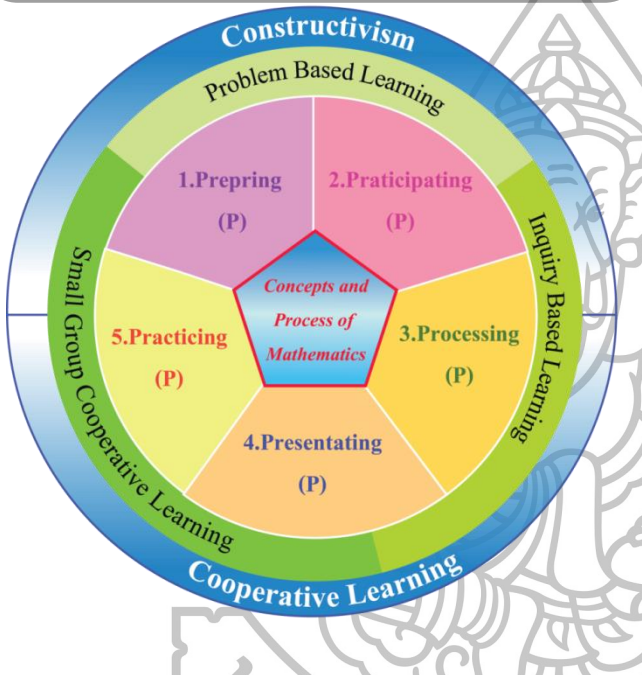 Constructivism
Problem Based Learning
1.Prepring
(P)
2.Praticipating
(P)
Inquiry Based Learning
Small Group Cooperative Learning
Concepts and
Process of
Mathematics
5.Practicing
(P)
3.Processing
(P)
4.Presentating
(P)
Cooperative Learning